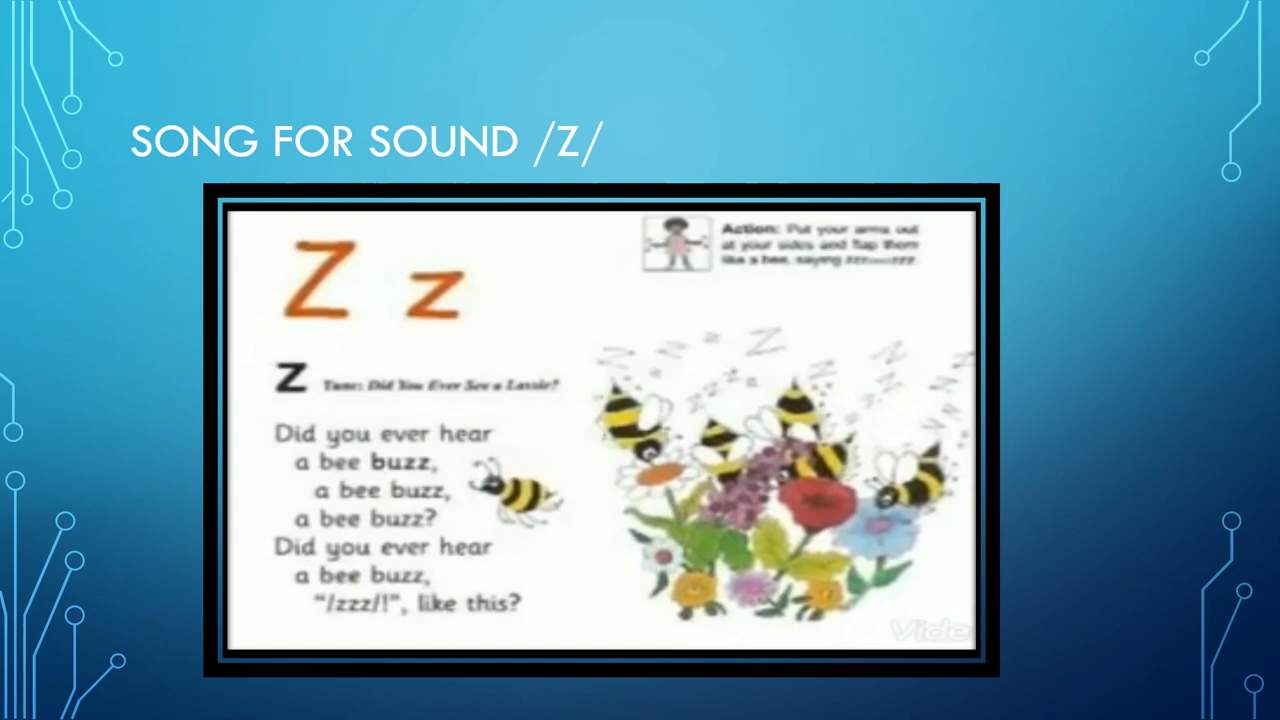 SONG FOR SOUND /Z/
Z z
Action: Put your arms out
at your sides and flap them
like a bee, saying zzz—zzz.
z Tune: Did You Ever See a Lassie?
Did you ever hear
a bee buzz,
a bee buzz,
a bee buzz?
Did you ever hear
a bee buzz,
"/zzz/!", like this?
Vide